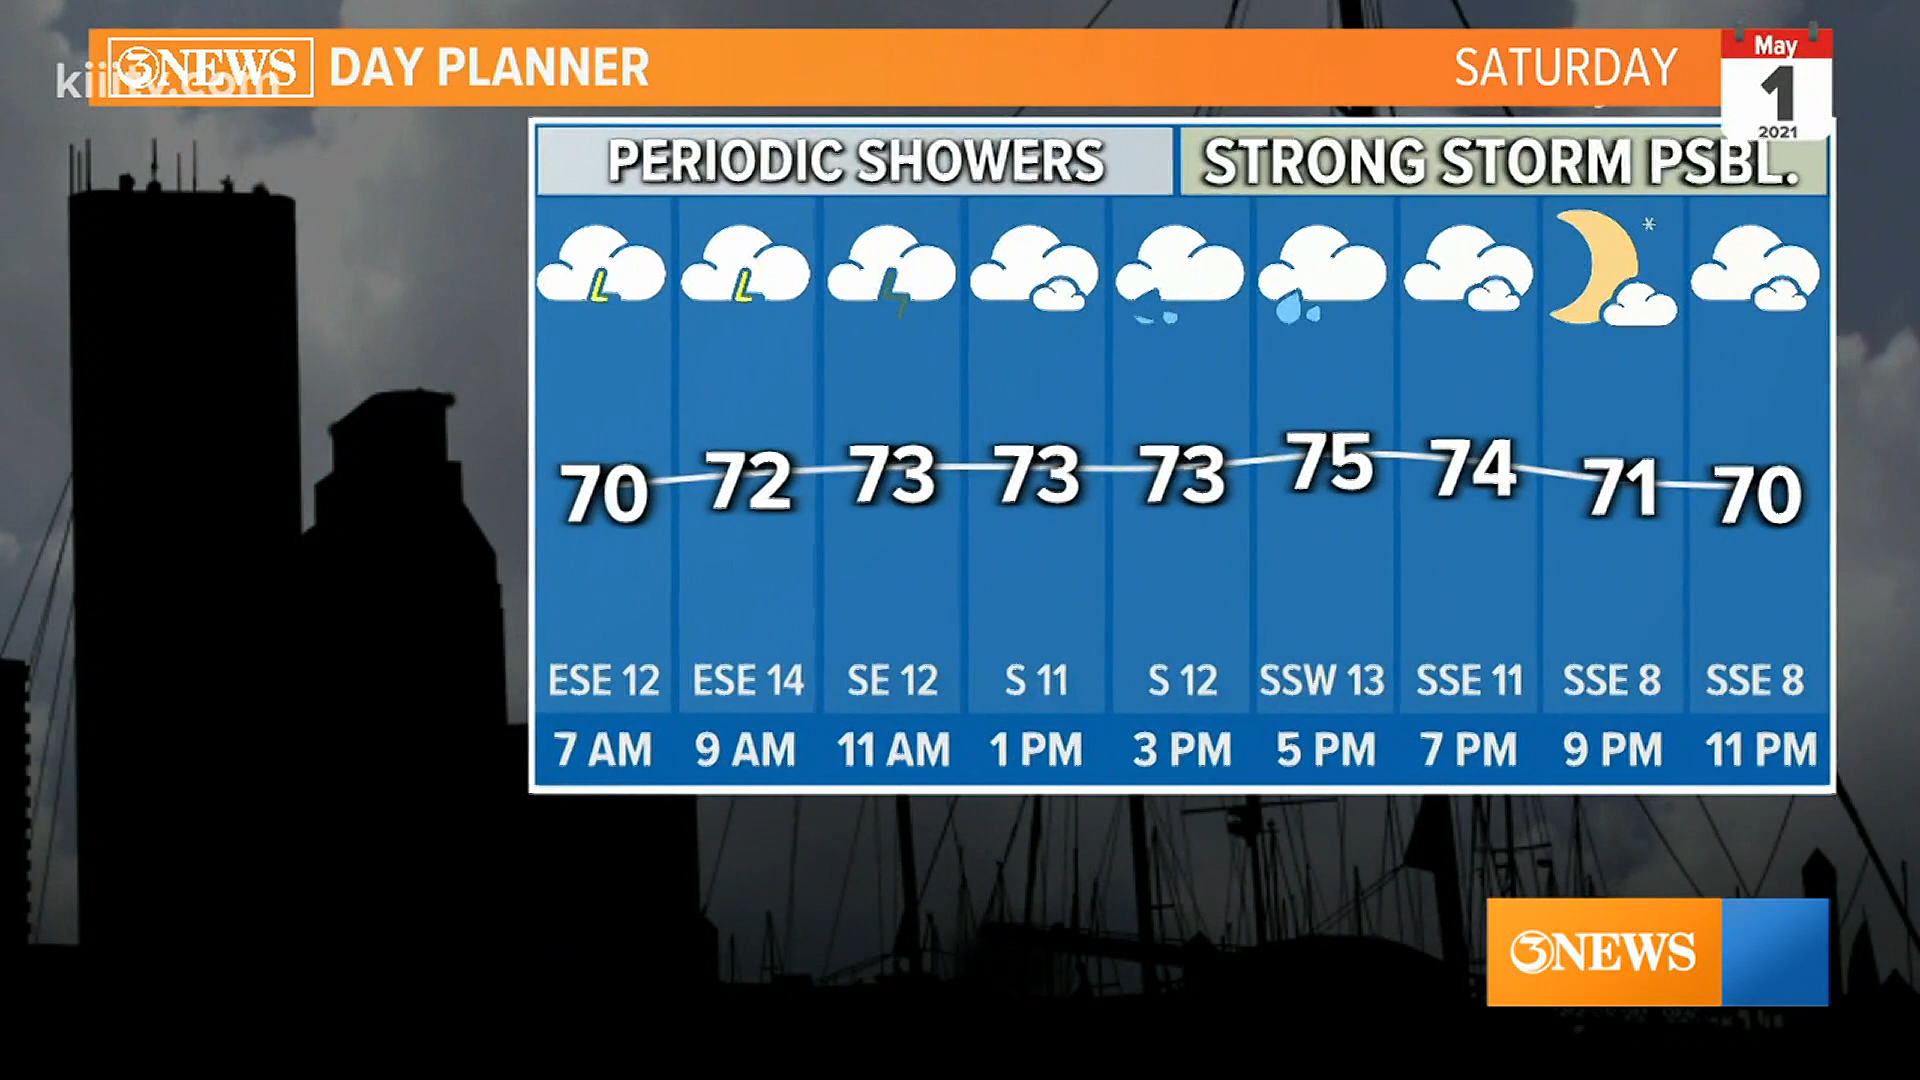 3NEWS DAY PLANNER
kiiitv.com
SATURDAY
May
1
2021
PERIODIC SHOWERS
STRONG STORM PSBL.
70 72 73 73 73 75 74 71 70
ESE 12 ESE 14 SE 12 S 11 S 12 SSW 13 SSE 11 SSE 8 SSE 8
7 AM 9 AM 11 AM 1 PM 3 PM 5 PM 7 PM 9 PM 11 PM
3NEWS